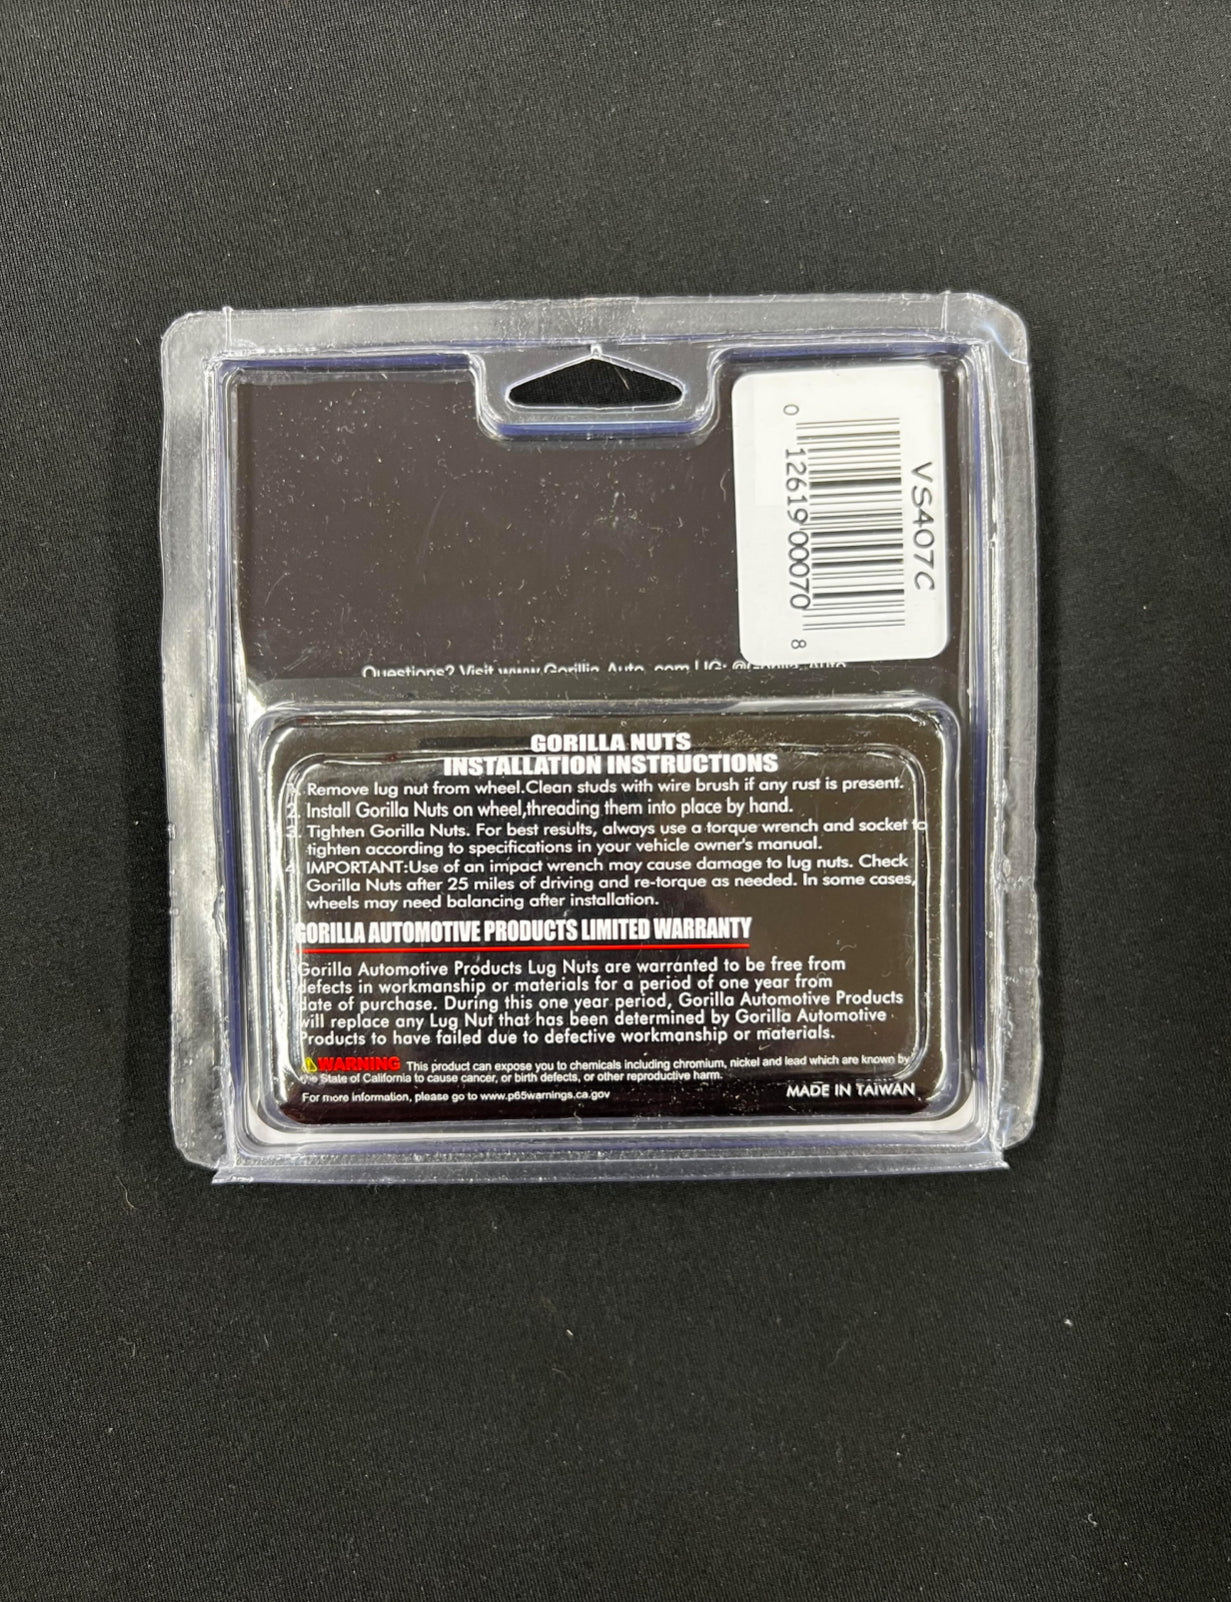 VS407C
0 12619 00070 8
Questions? Visit www.Gorilla-Auto.com | IG: @Gorilla_Auto
GORILLA NUTS
INSTALLATION INSTRUCTIONS
1. Remove lug nut from wheel.Clean studs with wire brush if any rust is present.
2. Install Gorilla Nuts on wheel,threading them into place by hand.
3. Tighten Gorilla Nuts. For best results, always use a torque wrench and socket to
tighten according to specifications in your vehicle owner's manual.
4. IMPORTANT:Use of an impact wrench may cause damage to lug nuts. Check
Gorilla Nuts after 25 miles of driving and re-torque as needed. In some cases,
wheels may need balancing after installation.
GORILLA AUTOMOTIVE PRODUCTS LIMITED WARRANTY
Gorilla Automotive Products Lug Nuts are warranted to be free from
defects in workmanship or materials for a period of one year from
date of purchase. During this one year period, Gorilla Automotive Products
will replace any Lug Nut that has been determined by Gorilla Automotive
Products to have failed due to defective workmanship or materials.
WARNING This product can expose you to chemicals including chromium, nickel and lead which are known by
the State of California to cause cancer, or birth defects, or other reproductive harm.
For more information, please go to www.p65warnings.ca.gov
MADE IN TAIWAN